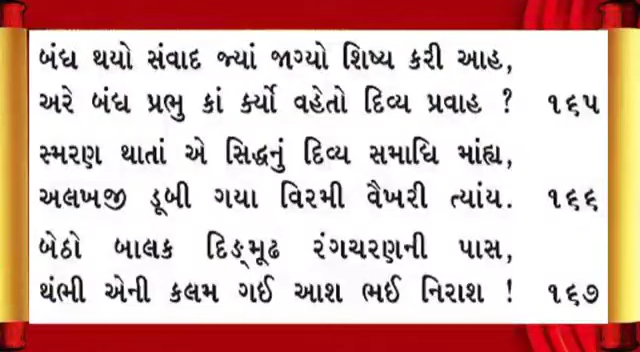 બંધ થયો સંવાદ જ્યાં જાગ્યો શિષ્ય કરી આહ,
અરે બંધ પ્રભુ કાં કર્યો વહેતો દિવ્ય પ્રવાહ ? ૧૬૫
સ્મરણ થાતાં એ સિદ્ધનું દિવ્ય સમાધિ માંહ્ય,
અલખજી ડૂબી ગયા વિરમી વૈખરી ત્યાંય. ૧૬૬
બેઠો બાલક દિઙ્મૂઢ રંગચરણની પાસ,
થંભી એની કલમ ગઈ આશ ભઈ નિરાશ ! ૧૬૭